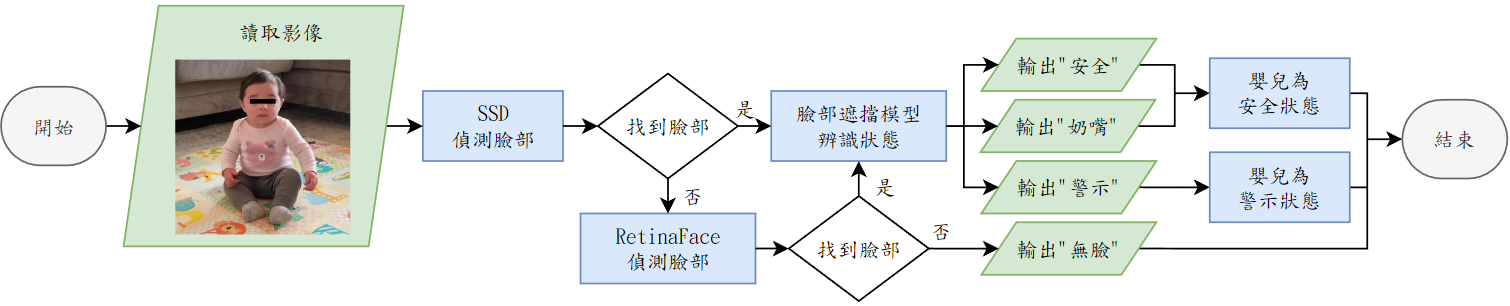 開始
讀取影像
SSD
偵測臉部
找到臉部
是
否
RetinaFace
偵測臉部
找到臉部
是
否
臉部遮擋模型
辨識狀態
輸出"安全"
輸出"奶嘴"
輸出"警示"
輸出"無臉"
嬰兒為
安全狀態
嬰兒為
警示狀態
結束